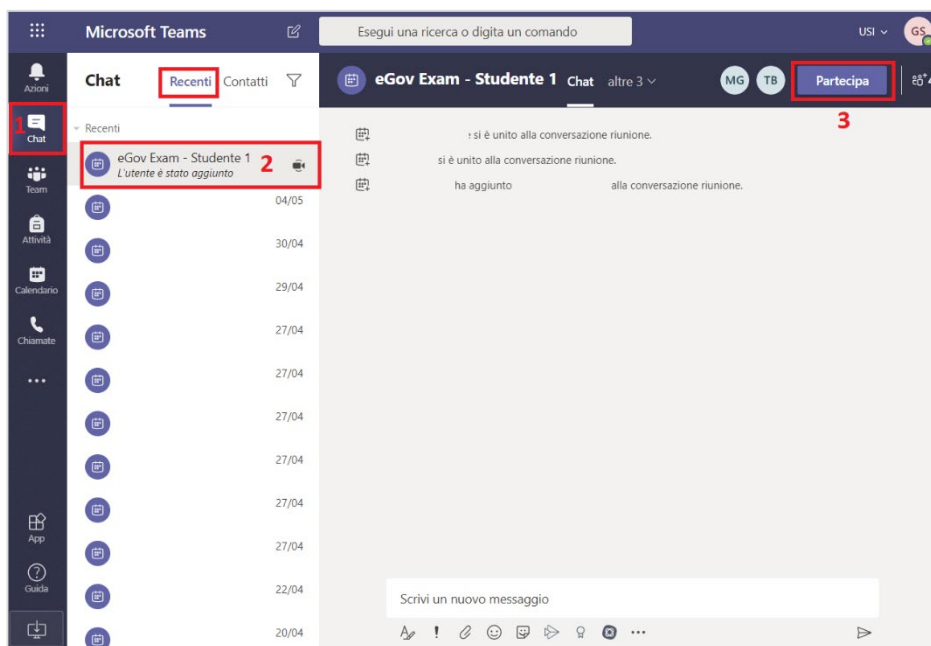 Microsoft Teams
Esegui una ricerca o digita un comando
USI
GS
Azioni
1
Chat
Team
Attività
Calendario
Chiamate
App
Guida
Chat
Recenti
Contatti
Recenti
eGov Exam - Studente 1
L'utente è stato aggiunto
2
04/05
30/04
29/04
27/04
27/04
27/04
27/04
27/04
27/04
22/04
20/04
eGov Exam - Studente 1 Chat altre 3
MG
TB
Partecipa
3
si è unito alla conversazione riunione.
si è unito alla conversazione riunione.
ha aggiunto alla conversazione riunione.
Scrivi un nuovo messaggio